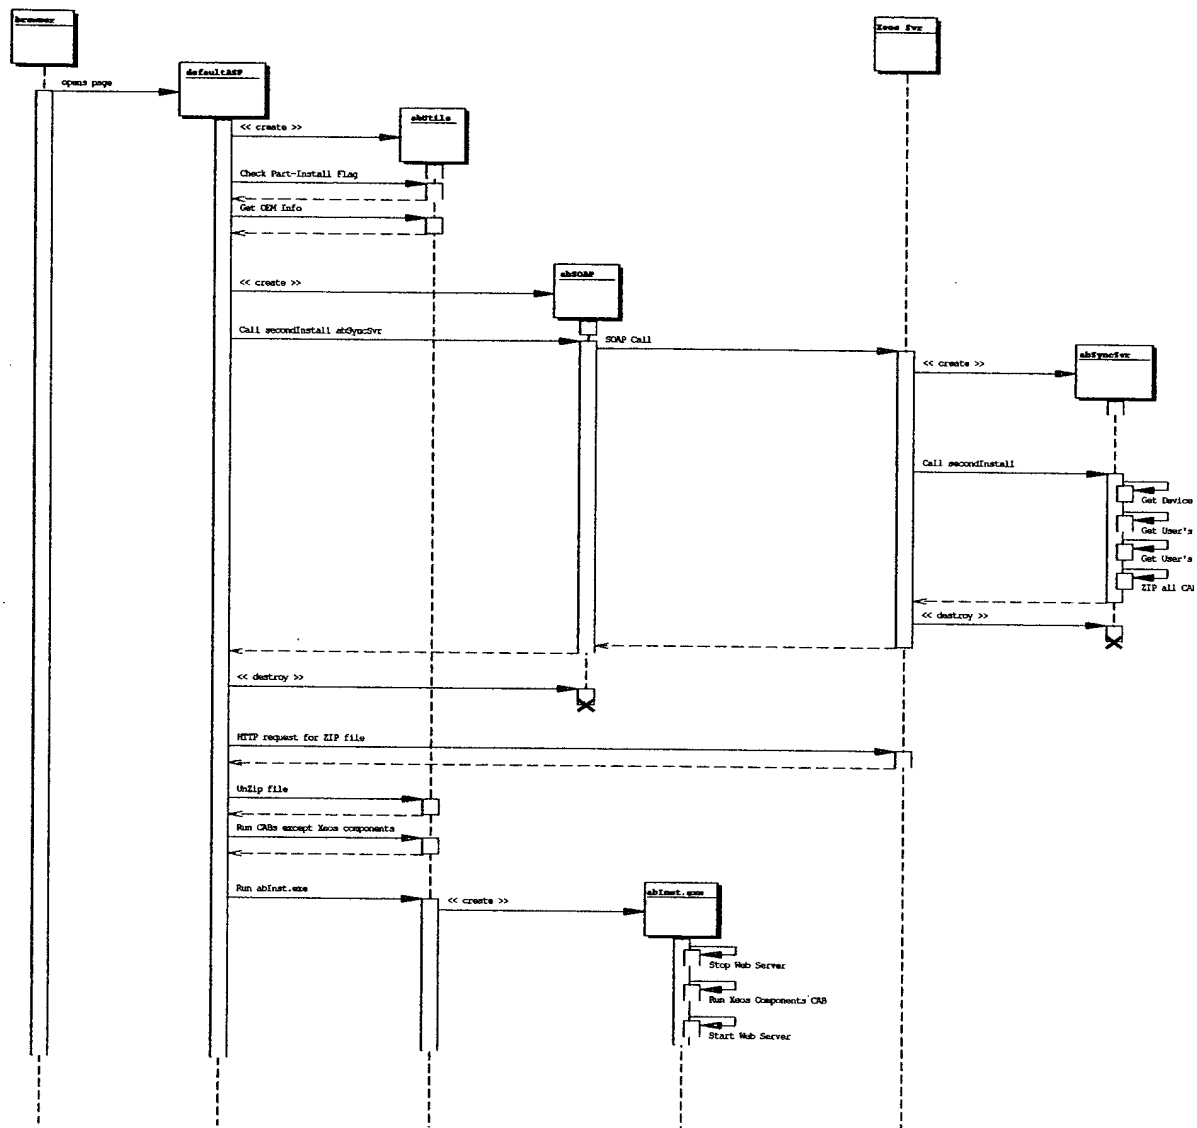 browser
Xeos Svr
defaultASP
opens page
abUtils
<< create >>
Check Part-Install Flag
Get OEM Info
abSOAP
<< create >>
Call secondInstall abSyncSvr
SOAP Call
abSyncSvr
<< create >>
Call secondInstall
Get Device
Get User's
Get User's
ZIP all CAB
<< destroy >>
<< destroy >>
HTTP request for ZIP file
UnZip file
Run CABs except Xeos components
Run abInst.exe
<< create >>
abInst.exe
Stop Web Server
Run Xeos Components CAB
Start Web Server